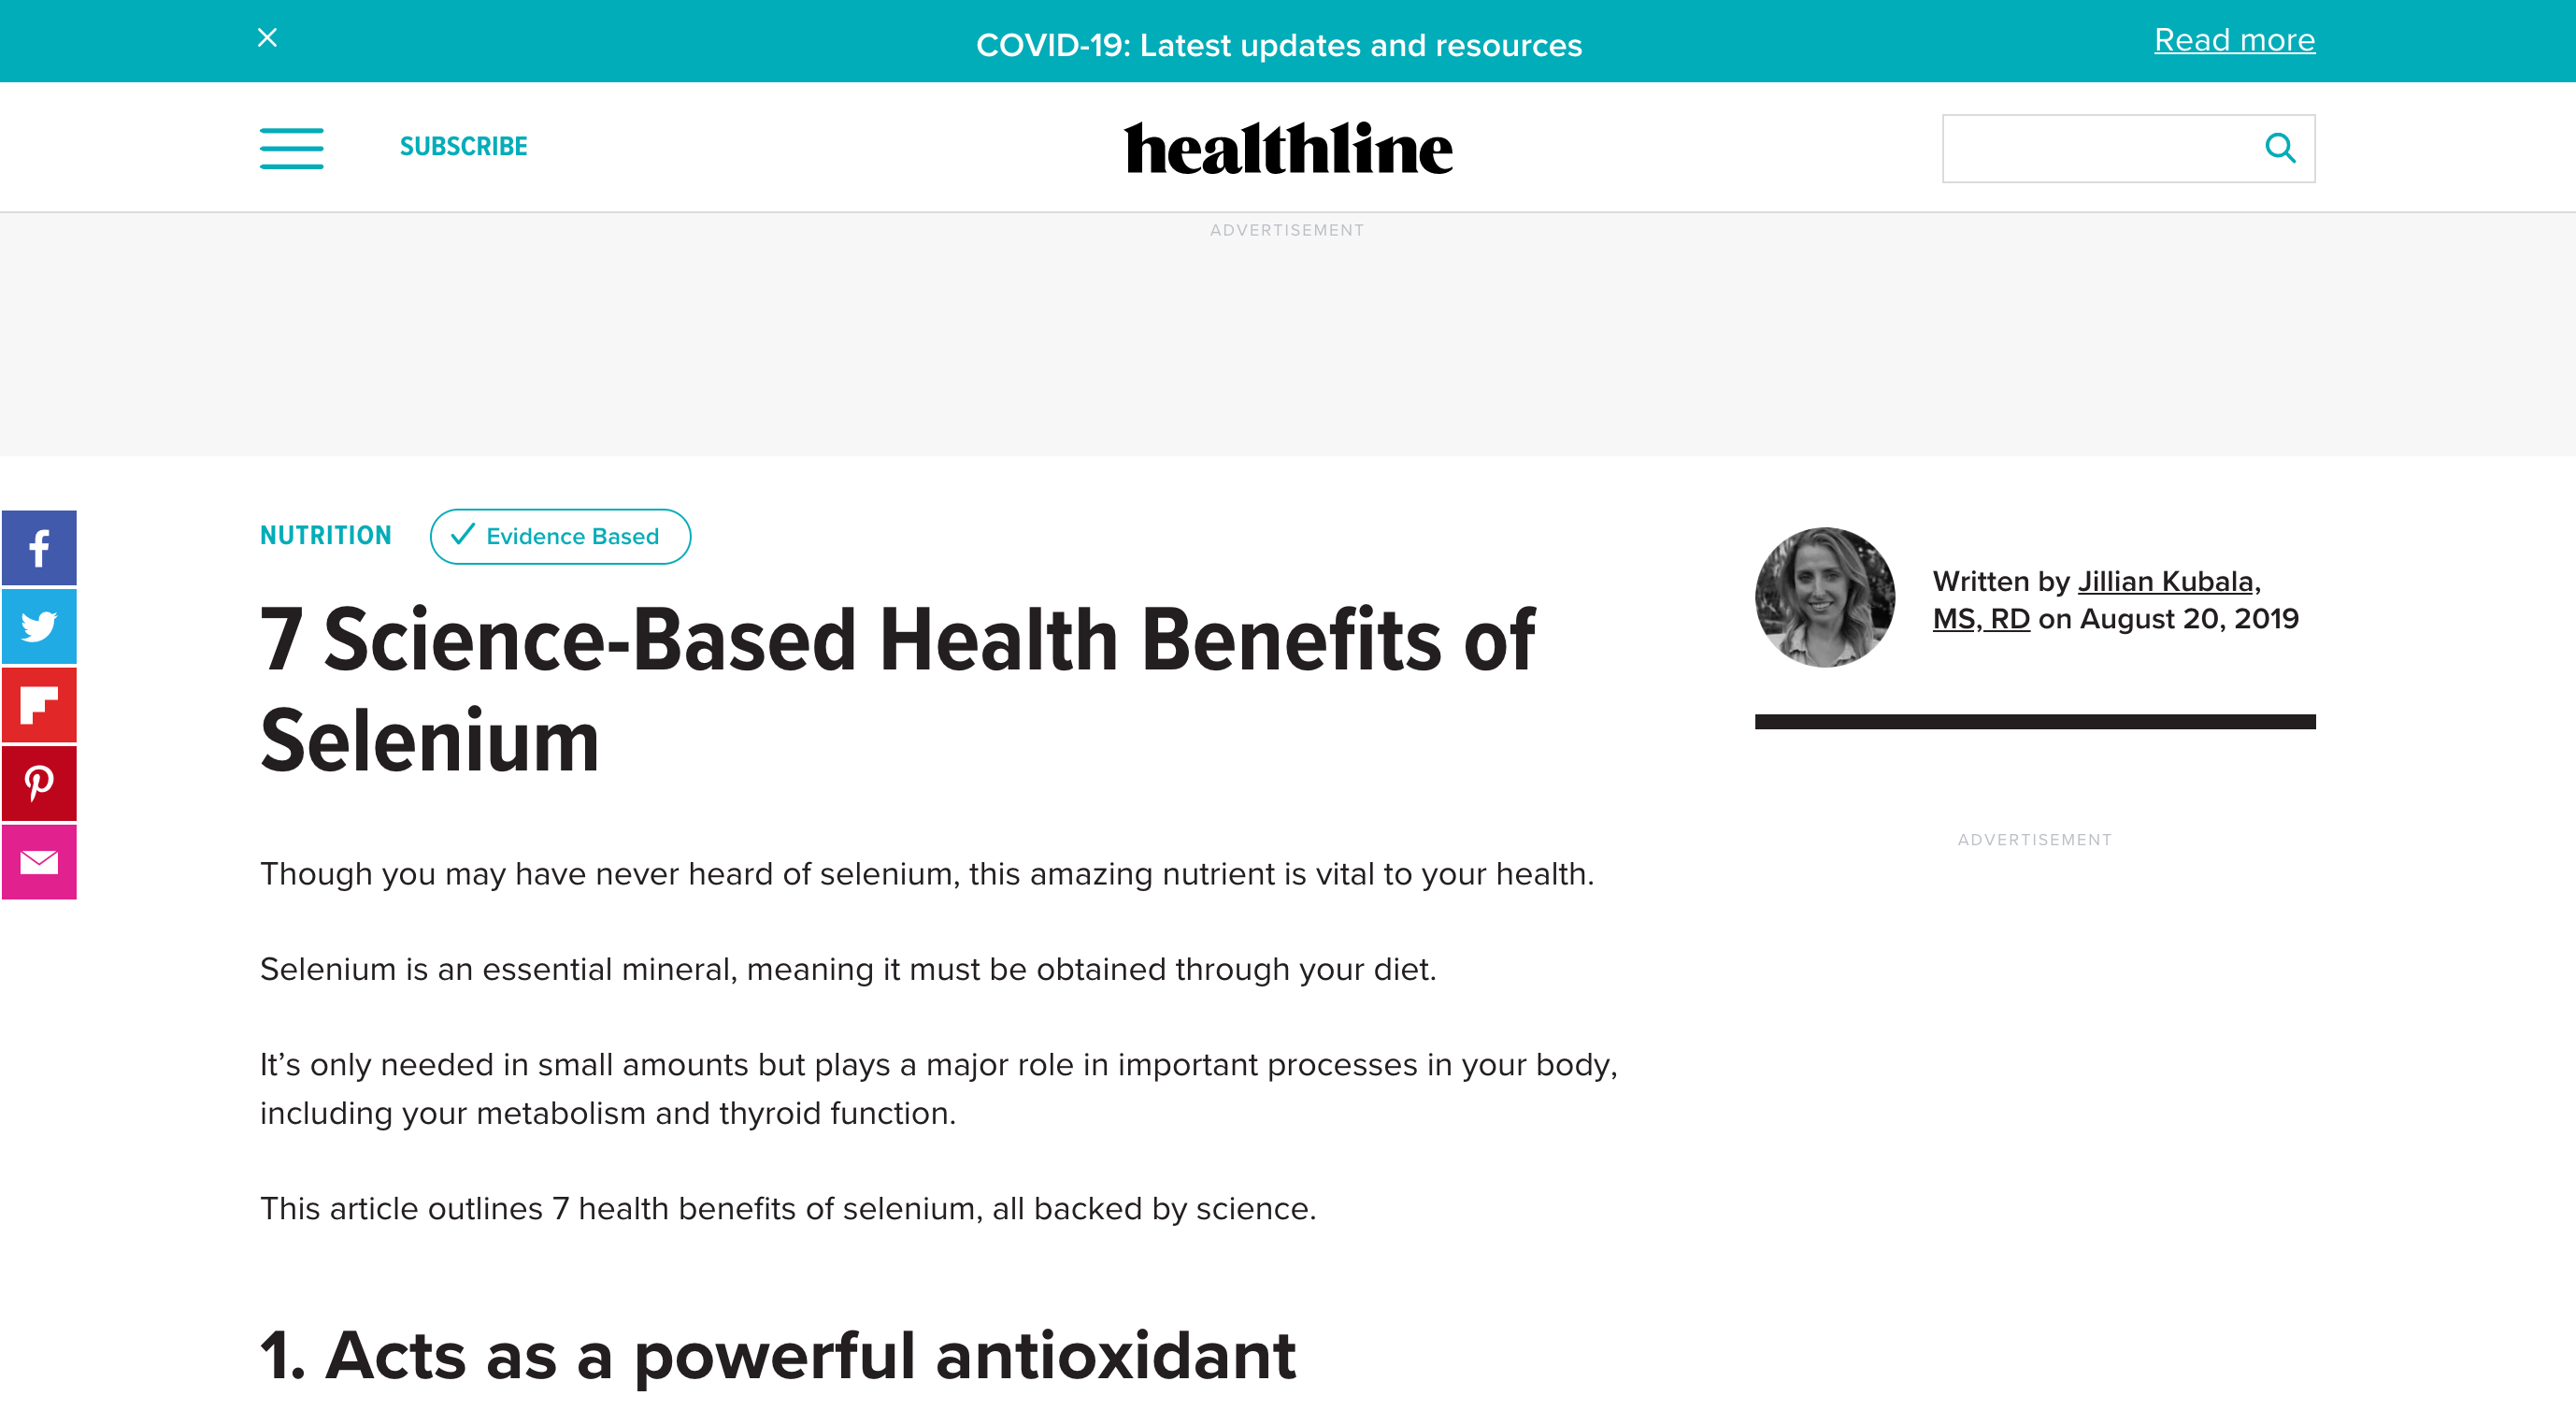 COVID-19: Latest updates and resources
Read more
SUBSCRIBE
healthline
ADVERTISEMENT
NUTRITION
Evidence Based
7 Science-Based Health Benefits of
Selenium
Written by Jillian Kubala,
MS, RD on August 20, 2019
ADVERTISEMENT
Though you may have never heard of selenium, this amazing nutrient is vital to your health.
Selenium is an essential mineral, meaning it must be obtained through your diet.
It’s only needed in small amounts but plays a major role in important processes in your body,
including your metabolism and thyroid function.
This article outlines 7 health benefits of selenium, all backed by science.
1. Acts as a powerful antioxidant